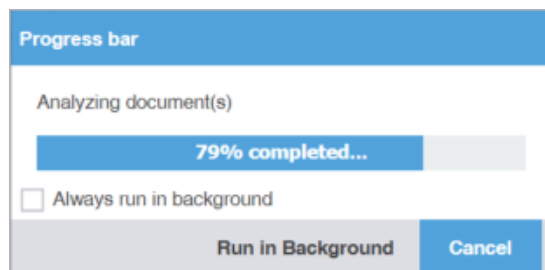 Progress bar
Analyzing document(s)
79% completed...
Always run in background
Run in Background Cancel